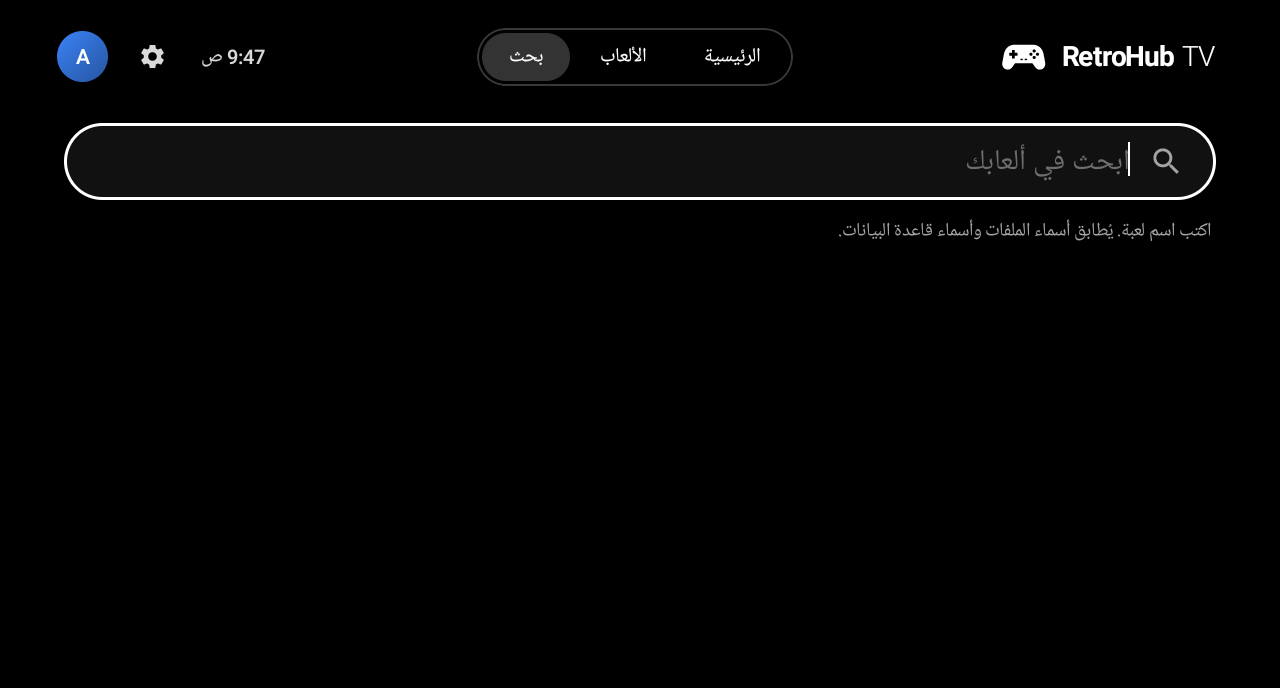 RetroHub TV
الرئيسية
الألعاب
بحث
9:47 ص
A
ابحث في ألعابك
اكتب اسم لعبة. يُطابق أسماء الملفات وأسماء قاعدة البيانات.